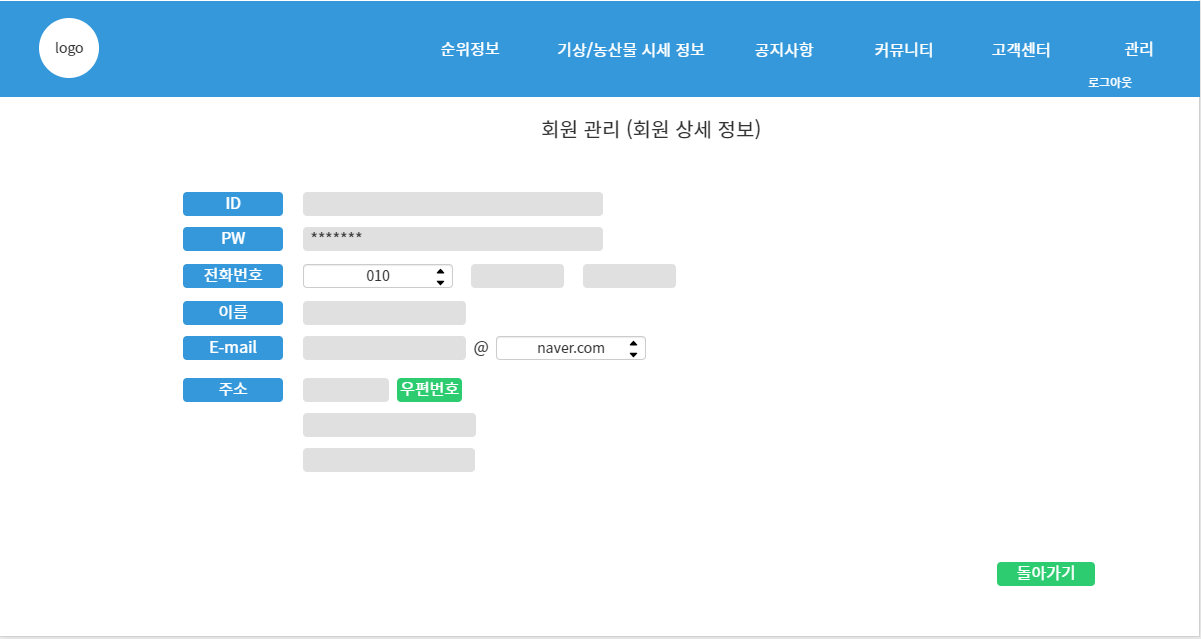 logo
순위정보 기상/농산물 시세 정보 공지사항 커뮤니티 고객센터 관리
로그아웃
회원 관리 (회원 상세 정보)
ID
PW *******
전화번호 010
이름
E-mail @ naver.com
주소 우편번호
돌아가기